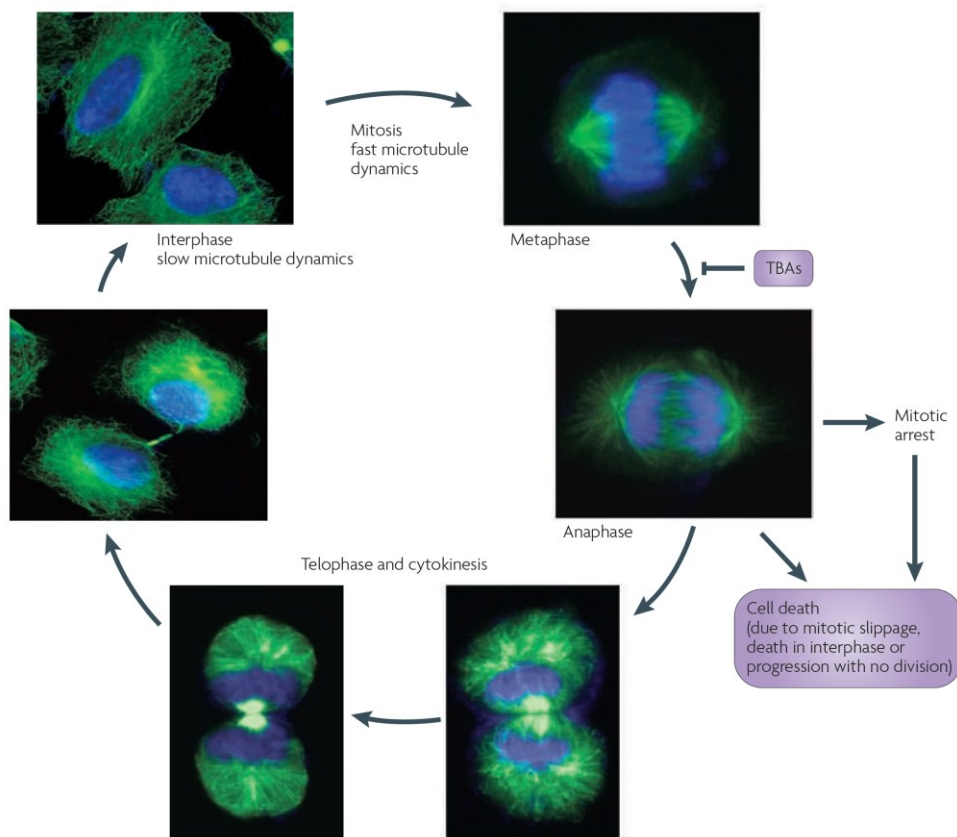 Mitosis
fast microtubule
dynamics
Interphase
slow microtubule dynamics
Metaphase
TBAs
Mitotic
arrest
Anaphase
Telophase and cytokinesis
Cell death
(due to mitotic slippage,
death in interphase or
progression with no division)